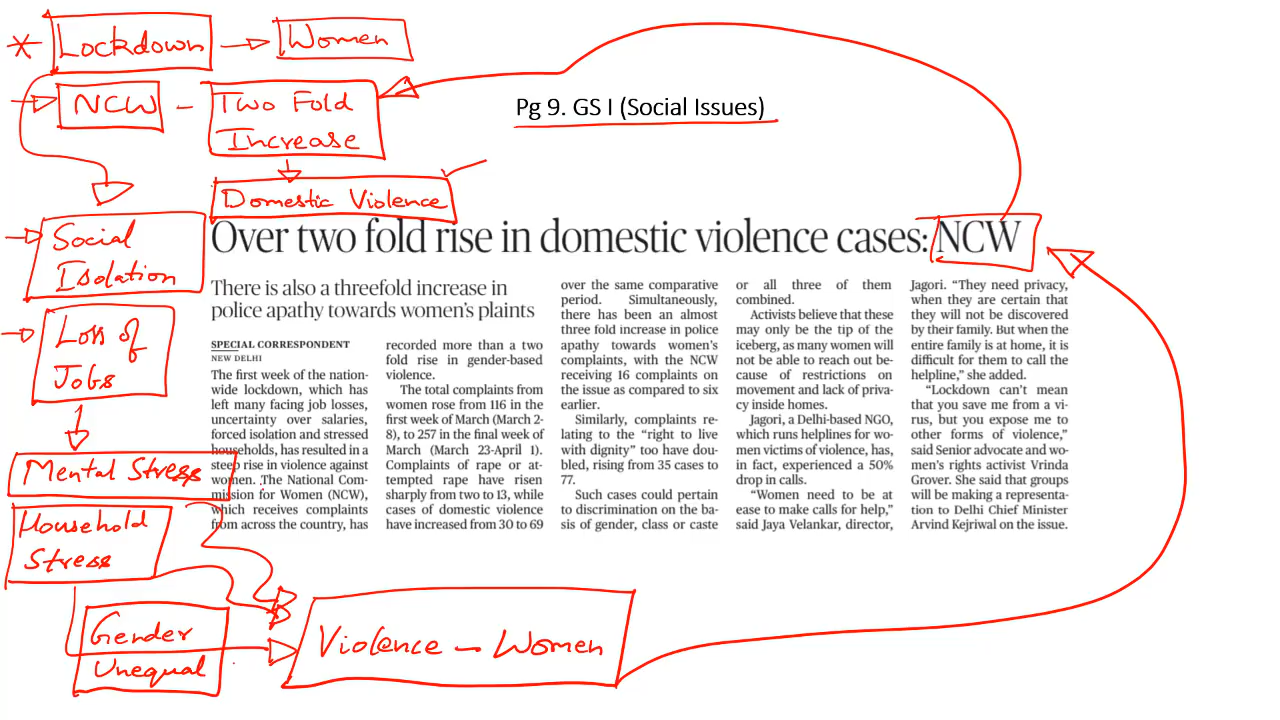 * Lockdown → Women
→ NCW - Two Fold
Increase
Pg 9. GS I (Social Issues)
Domestic Violence
Social
Isolation
Loss of
Jobs
Mental Stress
Household
Stress
Gender
Unequal
Violence - Women
Over two fold rise in domestic violence cases: NCW
There is also a threefold increase in
police apathy towards women's plaints
SPECIAL CORRESPONDENT
NEW DELHI
The first week of the nation-
wide lockdown, which has
left many facing job losses,
uncertainty over salaries,
forced isolation and stressed
households, has resulted in a
steep rise in violence against
women. The National Com-
mission for Women (NCW),
which receives complaints
from across the country, has
recorded more than a two
fold rise in gender-based
violence.
The total complaints from
women rose from 116 in the
first week of March (March 2-
8), to 257 in the final week of
March (March 23-April 1).
Complaints of rape or at-
tempted rape have risen
sharply from two to 13, while
cases of domestic violence
have increased from 30 to 69
over the same comparative
period. Simultaneously,
there has been an almost
three fold increase in police
apathy towards women's
complaints, with the NCW
receiving 16 complaints on
the issue as compared to six
earlier.
Similarly, complaints re-
lating to the "right to live
with dignity" too have dou-
bled, rising from 35 cases to
77.
Such cases could pertain
to discrimination on the ba-
sis of gender, class or caste
or all three of them
combined.
Activists believe that these
may only be the tip of the
iceberg, as many women will
not be able to reach out be-
cause of restrictions on
movement and lack of priva-
cy inside homes.
Jagori, a Delhi-based NGO,
which runs helplines for wo-
men victims of violence, has,
in fact, experienced a 50%
drop in calls.
"Women need to be at
ease to make calls for help,"
said Jaya Velankar, director,
Jagori. "They need privacy,
when they are certain that
they will not be discovered
by their family. But when the
entire family is at home, it is
difficult for them to call the
helpline," she added.
"Lockdown can't mean
that you save me from a vi-
rus, but you expose me to
other forms of violence,"
said Senior advocate and wo-
men's rights activist Vrinda
Grover. She said that groups
will be making a representa-
tion to Delhi Chief Minister
Arvind Kejriwal on the issue.